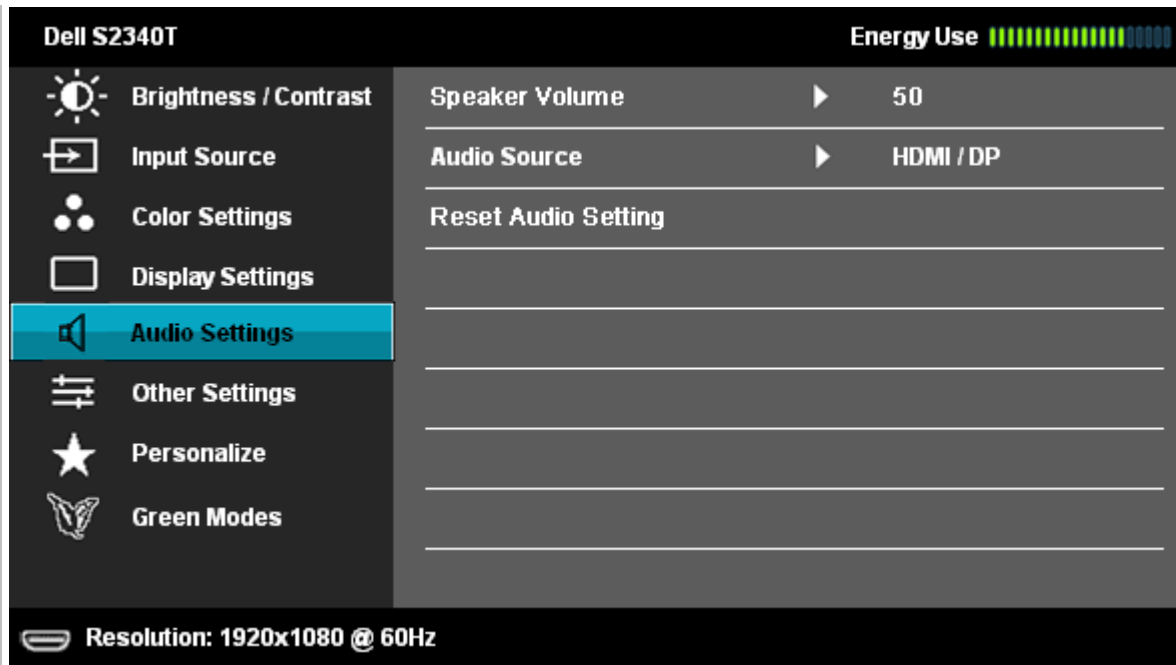 Dell S2340T Energy Use
Brightness / Contrast Speaker Volume 50
Input Source Audio Source HDMI / DP
Color Settings Reset Audio Setting
Display Settings
Audio Settings
Other Settings
Personalize
Green Modes
Resolution: 1920x1080 @ 60Hz